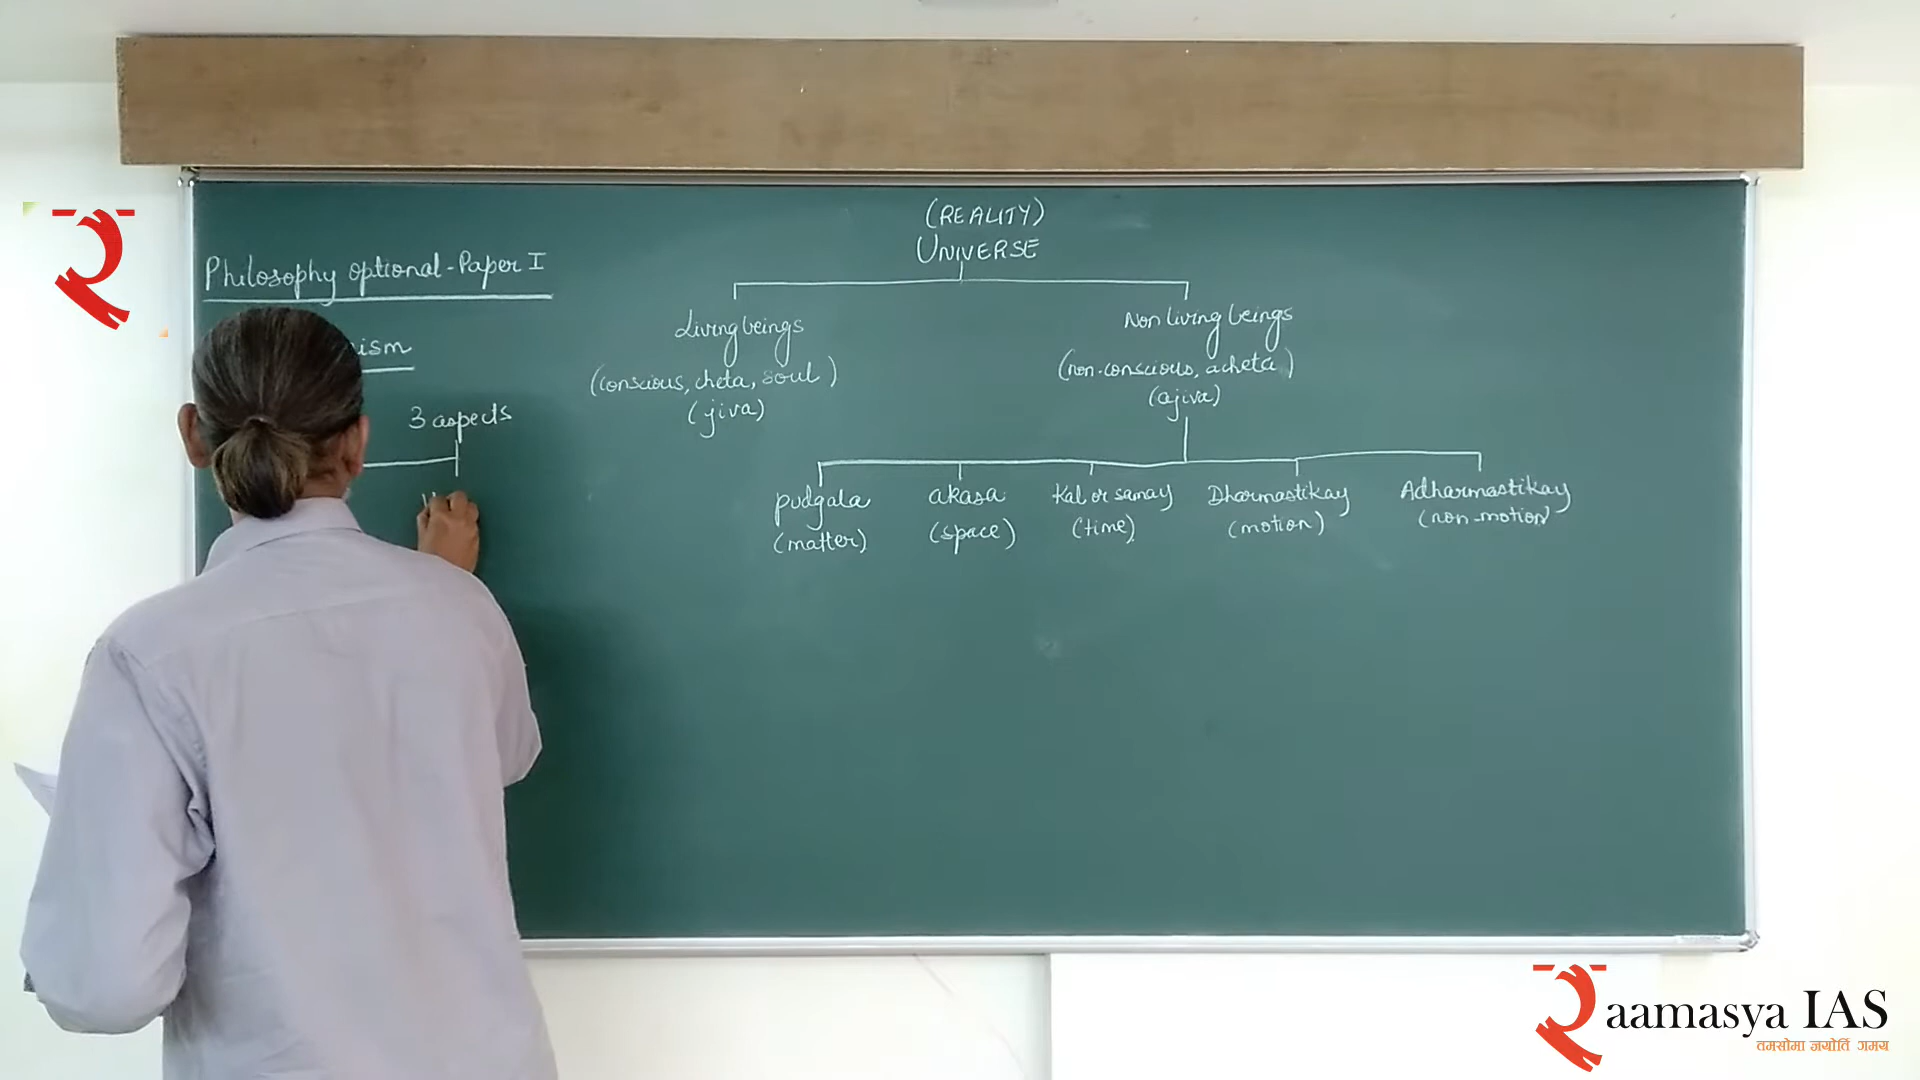 Philosophy optional-Paper I
ism
3 aspects
(REALITY)
UNIVERSE
Living beings
(conscious, cheta, soul)
(jiva)
Non living beings
(non-conscious, acheta)
(ajiva)
pudgala
(matter)
akasa
(space)
Kal or samay
(time)
Dharmastikay
(motion)
Adharmastikay
(non-motion)
aamasya IAS
तमसोमा ज्योर्ति गमय